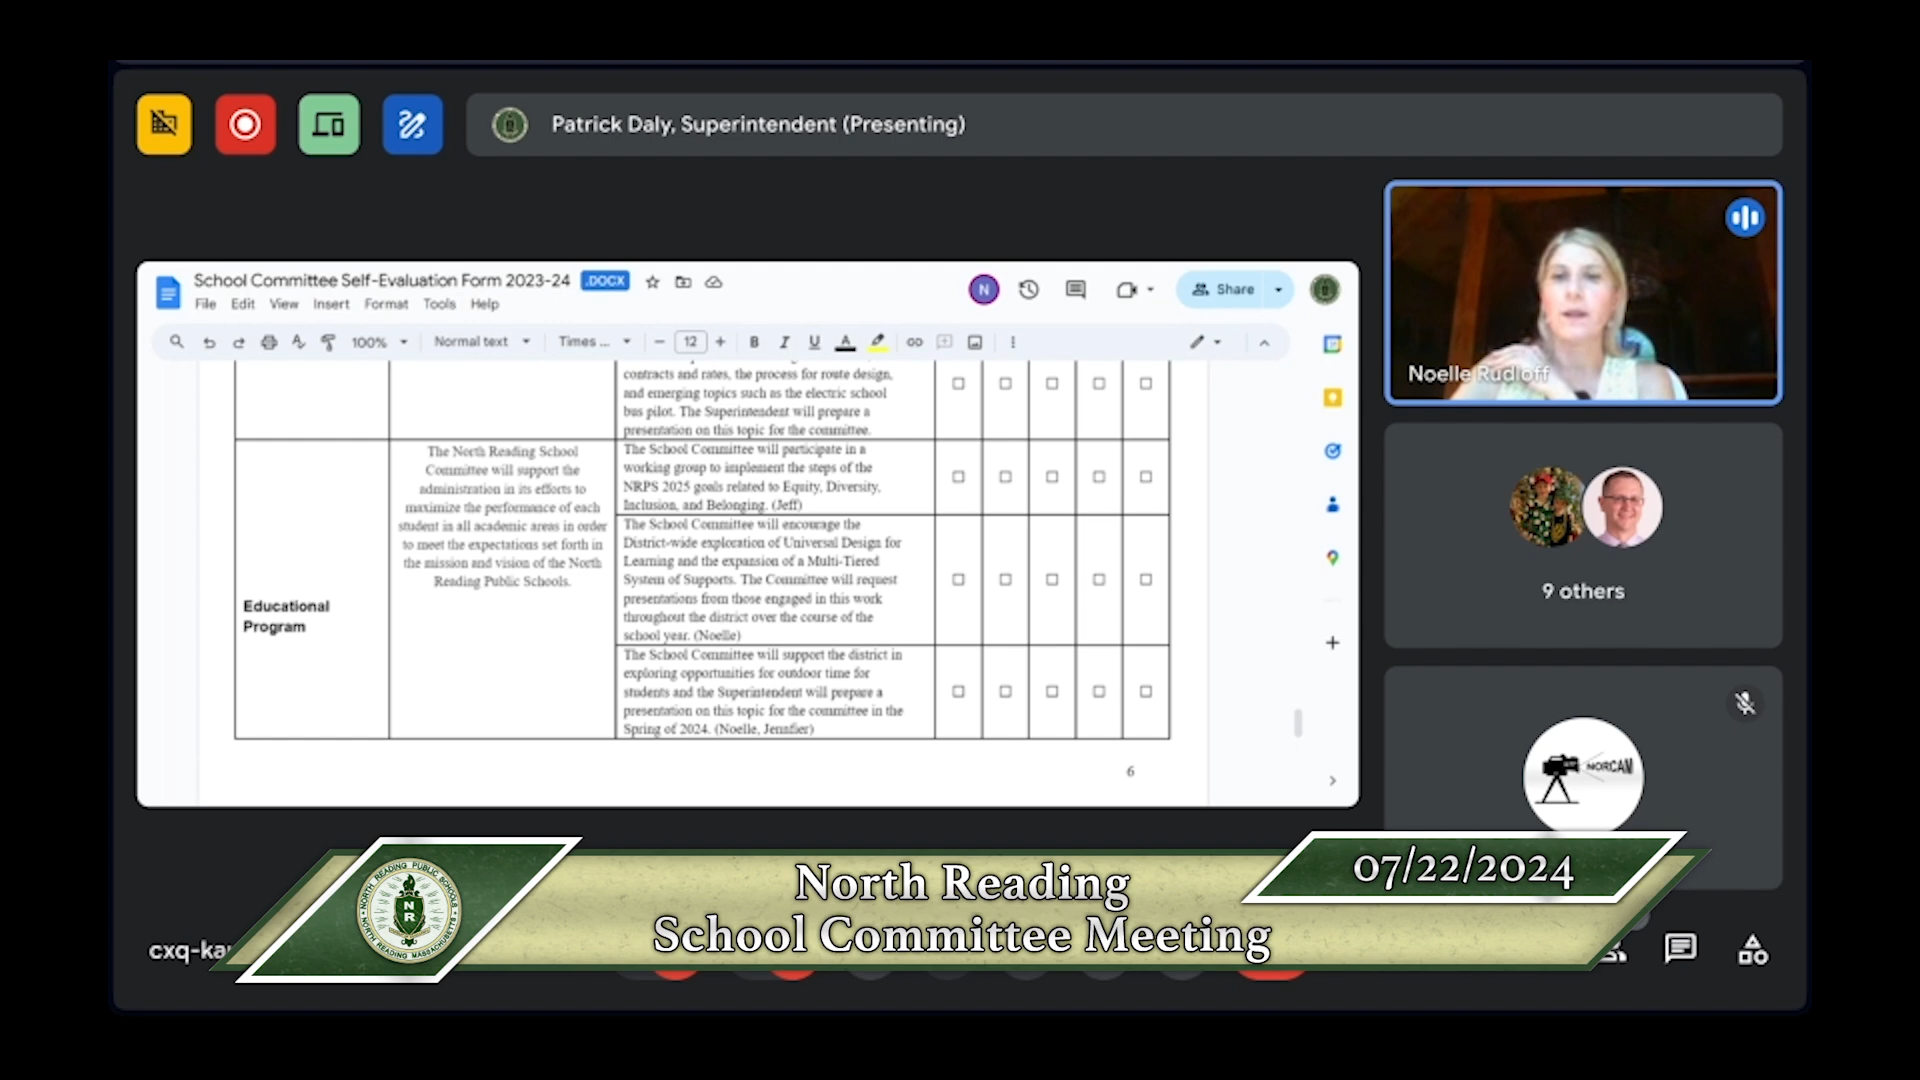 Patrick Daly, Superintendent (Presenting)
School Committee Self-Evaluation Form 2023-24 .DOCX
File Edit View Insert Format Tools Help
N
Share
100% Normal text Times ... 12 B I U A
contracts and rates, the process for route design,
and emerging topics such as the electric school
bus pilot. The Superintendent will prepare a
presentation on this topic for the committee.
Educational
Program
The North Reading School
Committee will support the
administration in its efforts to
maximize the performance of each
student in all academic areas in order
to meet the expectations set forth in
the mission and vision of the North
Reading Public Schools.
The School Committee will participate in a
working group to implement the steps of the
NRPS 2025 goals related to Equity, Diversity,
Inclusion, and Belonging. (Jeff)
The School Committee will encourage the
District-wide exploration of Universal Design for
Learning and the expansion of a Multi-Tiered
System of Supports. The Committee will request
presentations from those engaged in this work
throughout the district over the course of the
school year. (Noelle)
The School Committee will support the district in
exploring opportunities for outdoor time for
students and the Superintendent will prepare a
presentation on this topic for the committee in the
Spring of 2024. (Noelle, Jennfier)
6
Noelle Rudloff
9 others
NORCAM
cxq-ka
NORTH READING PUBLIC SCHOOLS
N
R
NORTH READING MASSACHUSETTS
North Reading
School Committee Meeting
07/22/2024